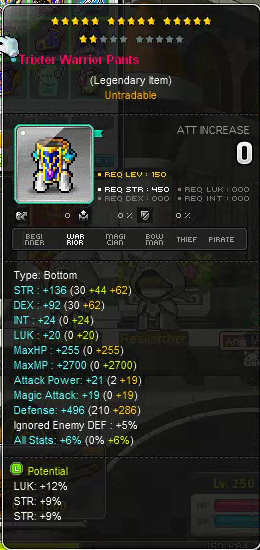 Trixter Warrior Pants
(Legendary Item)
Untradable
ATT INCREASE
0
REQ LEV : 150
REQ STR : 450
REQ LUK : 000
REQ DEX : 000
REQ INT : 000
0
0 %
0 %
BEGINNER WARRIOR MAGICIAN BOWMAN THIEF PIRATE
Type: Bottom
STR : +136 (30 +44 +62)
DEX : +92 (30 +62)
INT : +24 (0 +24)
LUK : +20 (0 +20)
MaxHP : +255 (0 +255)
MaxMP : +2700 (0 +2700)
Attack Power: +21 (2 +19)
Magic Attack: +19 (0 +19)
Defense: +496 (210 +286)
Ignored Enemy DEF : +5%
All Stats: +6% (0% +6%)
L Potential
LUK: +12%
STR: +9%
STR: +9%
Researcher
Lv. 250